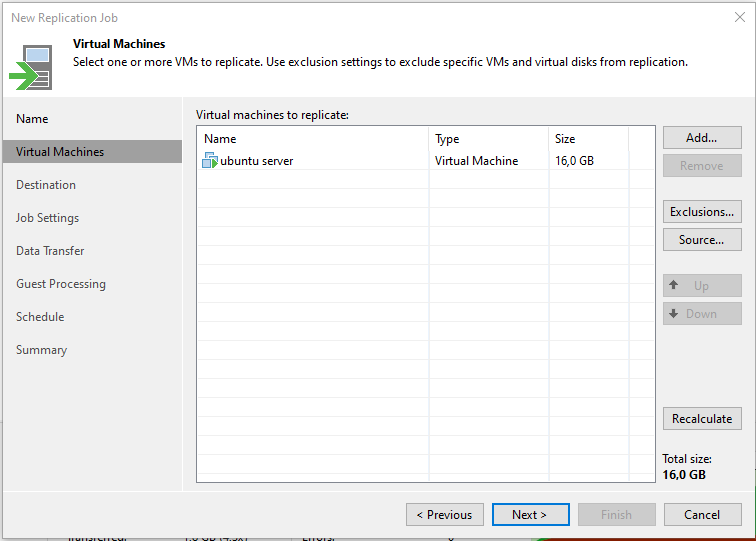 New Replication Job
Virtual Machines
Select one or more VMs to replicate. Use exclusion settings to exclude specific VMs and virtual disks from replication.
Name
Virtual Machines
Destination
Job Settings
Data Transfer
Guest Processing
Schedule
Summary
Virtual machines to replicate:
Name Type Size
ubuntu server Virtual Machine 16,0 GB
Add...
Remove
Exclusions...
Source...
Up
Down
Recalculate
Total size:
16,0 GB
< Previous Next > Finish Cancel